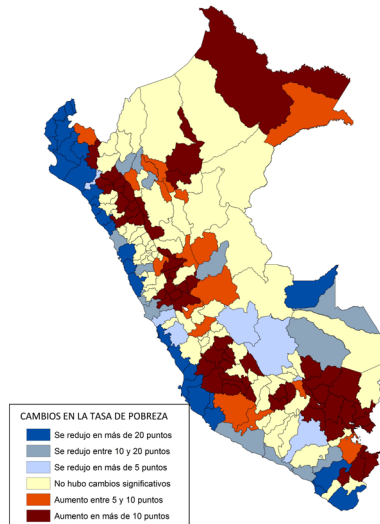 CAMBIOS EN LA TASA DE POBREZA
Se redujo en más de 20 puntos
Se redujo entre 10 y 20 puntos
Se redujo en más de 5 puntos
No hubo cambios significativos
Aumento entre 5 y 10 puntos
Aumento en más de 10 puntos